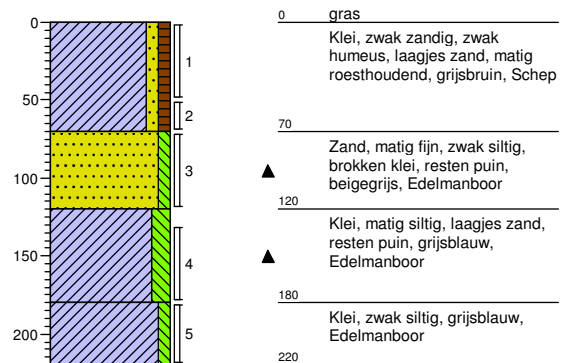 0
50
100
150
200
1
2
3
4
5
0 gras
Klei, zwak zandig, zwak
humeus, laagjes zand, matig
roesthoudend, grijsbruin, Schep
70
Zand, matig fijn, zwak siltig,
brokken klei, resten puin,
beigegrijs, Edelmanboor
120
Klei, matig siltig, laagjes zand,
resten puin, grijsblauw,
Edelmanboor
180
Klei, zwak siltig, grijsblauw,
Edelmanboor
220